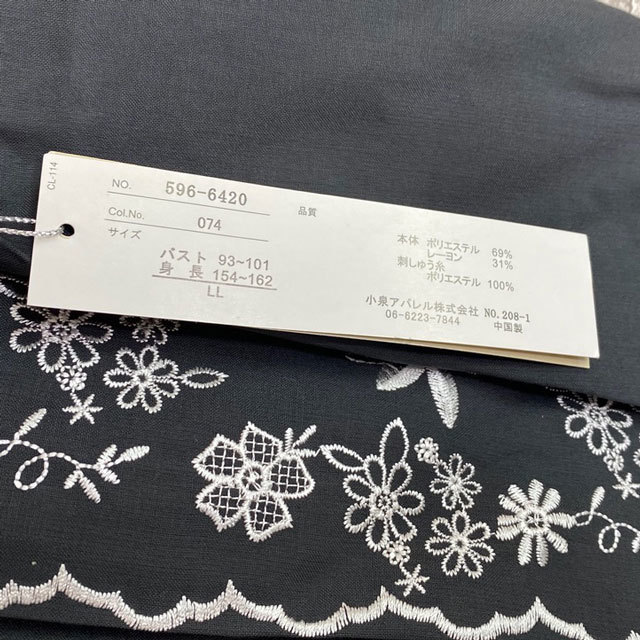 CL-114
NO. 596-6420
Col.No. 074
サイズ
バスト 93~101
身長 154~162
LL
品質
本体 ポリエステル 69%
レーヨン 31%
刺しゅう糸
ポリエステル 100%
小泉アパレル株式会社 NO.208-1
06-6223-7844 中国製